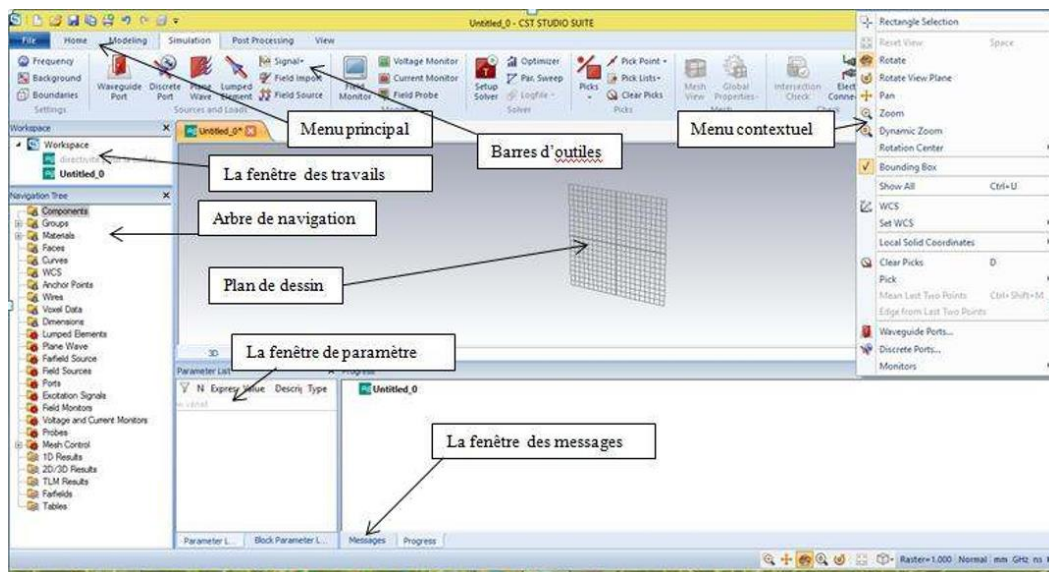 Untitled_0 - CST STUDIO SUITE
File Home Modeling Simulation Post Processing View
Frequency
Background
Boundaries
Settings
Waveguide Port
Discrete Port
Plane Wave
Lumped Element
Signal
Field Import
Field Source
Sources and Loads
Field Monitor
Voltage Monitor
Current Monitor
Field Probe
Setup Solver
Optimizer
Par. Sweep
Logfile
Solver
Picks
Pick Point
Pick Lists
Clear Picks
Picks
Mesh View
Global Properties
Mesh
Intersection Check
Menu principal
Barres d'outiles
Menu contextuel
Workspace
Workspace
Untitled_0
Untitled_0*
La fenêtre des travails
Navigation Tree
Components
Groups
Materials
Faces
Curves
WCS
Anchor Points
Wires
Voxel Data
Dimensions
Lumped Elements
Plane Wave
Farfield Source
Field Sources
Ports
Excitation Signals
Field Monitors
Voltage and Current Monitors
Probes
Mesh Control
1D Results
2D/3D Results
TLM Results
Farfields
Tables
Arbre de navigation
Plan de dessin
3D
La fenêtre de paramètre
Parameter List
N Expres Value Descrij Type
Parameter L... Block Parameter L...
Progress
Untitled_0
La fenêtre des messages
Messages Progress
Rectangle Selection
Reset View Space
Rotate
Rotate View Plane
Pan
Zoom
Dynamic Zoom
Rotation Center
Bounding Box
Show All Ctrl+U
WCS
Set WCS
Local Solid Coordinates
Clear Picks D
Pick
Mean Last Two Points Ctrl+Shift+M
Edge from Last Two Points
Waveguide Ports...
Discrete Ports...
Monitors
Raster=1.000 Normal mm GHz ns